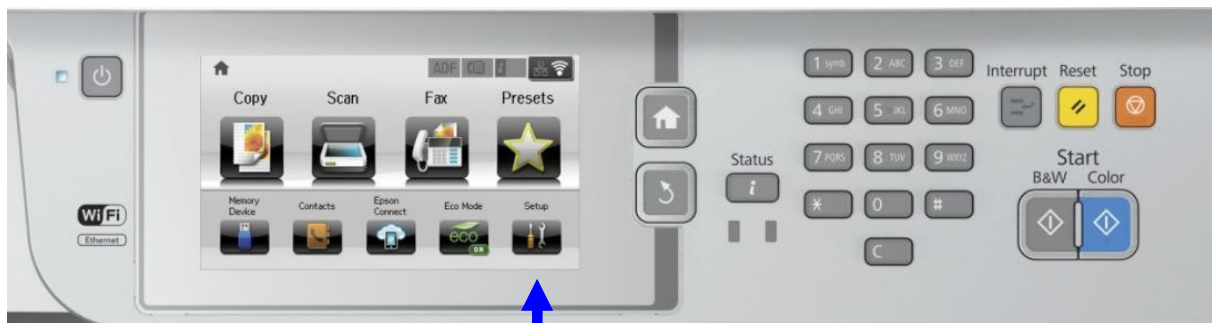 ADF
Copy Scan Fax Presets
Memory Device
Contacts
Epson Connect
Eco Mode
Setup
eco
ON
WiFi
Ethernet
Status
i
1 symb 2 ABC 3 DEF
4 GHI 5 JKL 6 MNO
7 PQRS 8 TUV 9 WXYZ
* 0 #
C
Interrupt Reset Stop
Start
B&W Color